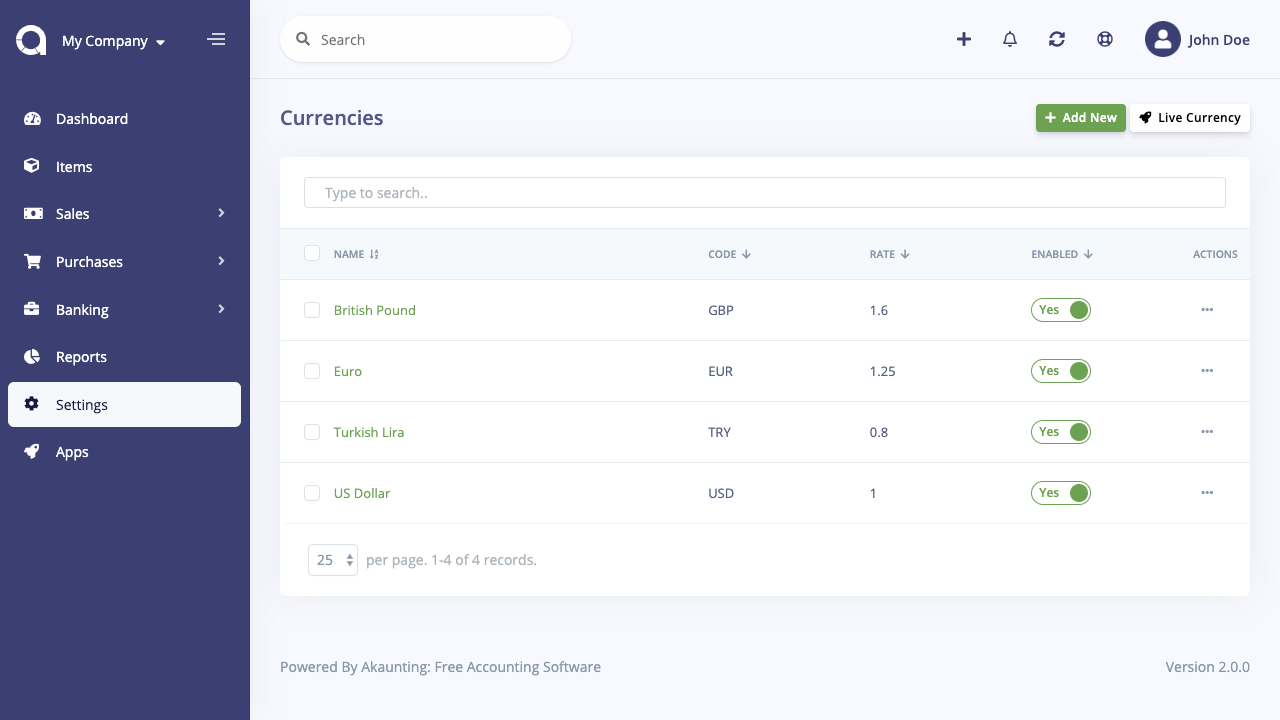 My Company
Search
John Doe
Dashboard
Items
Sales
Purchases
Banking
Reports
Settings
Apps
Currencies
Add New
Live Currency
Type to search..
NAME CODE RATE ENABLED ACTIONS
British Pound GBP 1.6 Yes
Euro EUR 1.25 Yes
Turkish Lira TRY 0.8 Yes
US Dollar USD 1 Yes
25 per page. 1-4 of 4 records.
Powered By Akaunting: Free Accounting Software
Version 2.0.0